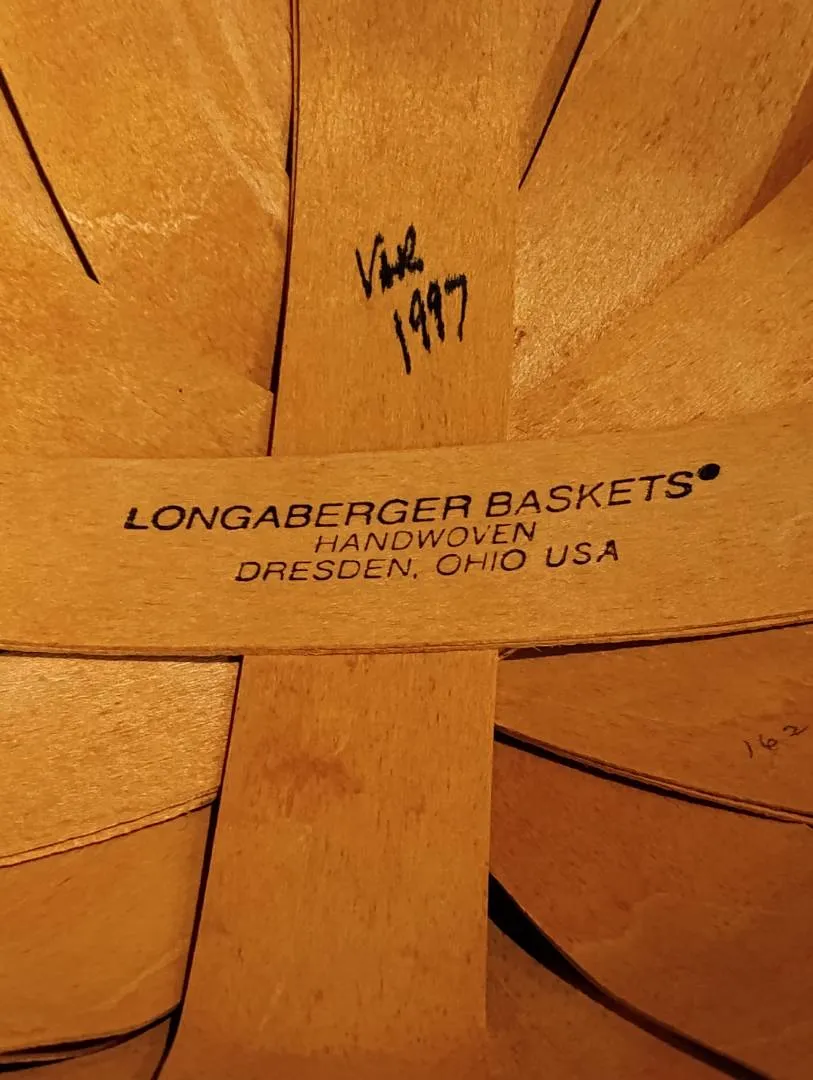 1997
LONGABERGER BASKETS®
HANDWOVEN
DRESDEN, OHIO USA
162